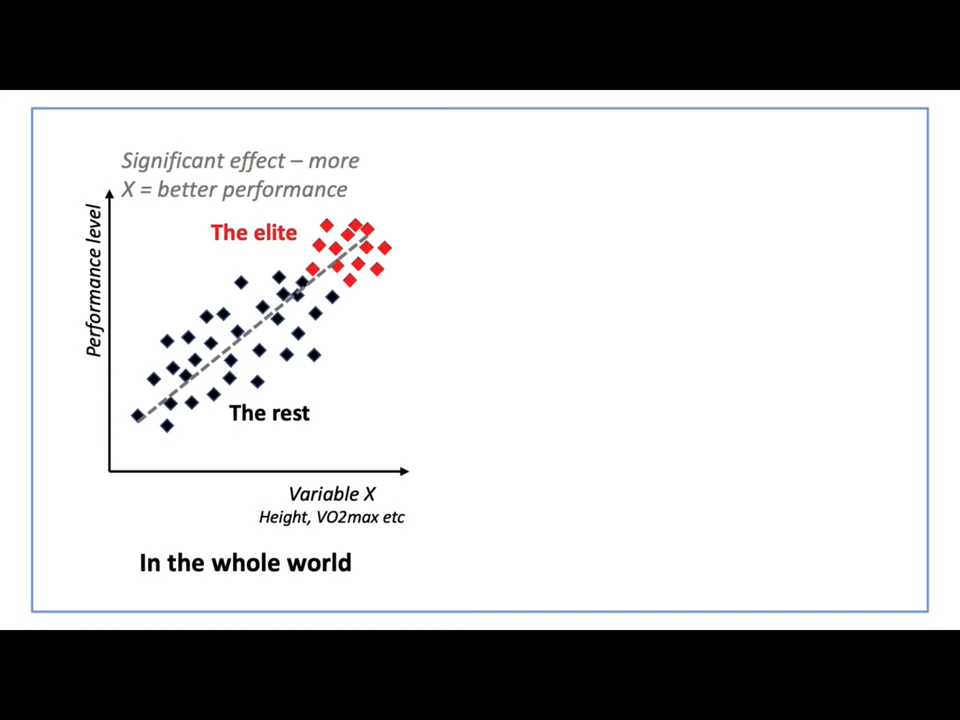 Significant effect – more
X = better performance
Performance level
The elite
The rest
Variable X
Height, VO2max etc
In the whole world